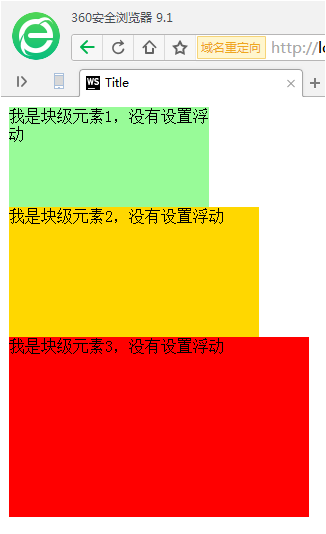 360安全浏览器 9.1
域名重定向 http://lo
WS Title
我是块级元素1，没有设置浮
动
我是块级元素2，没有设置浮动
我是块级元素3，没有设置浮动